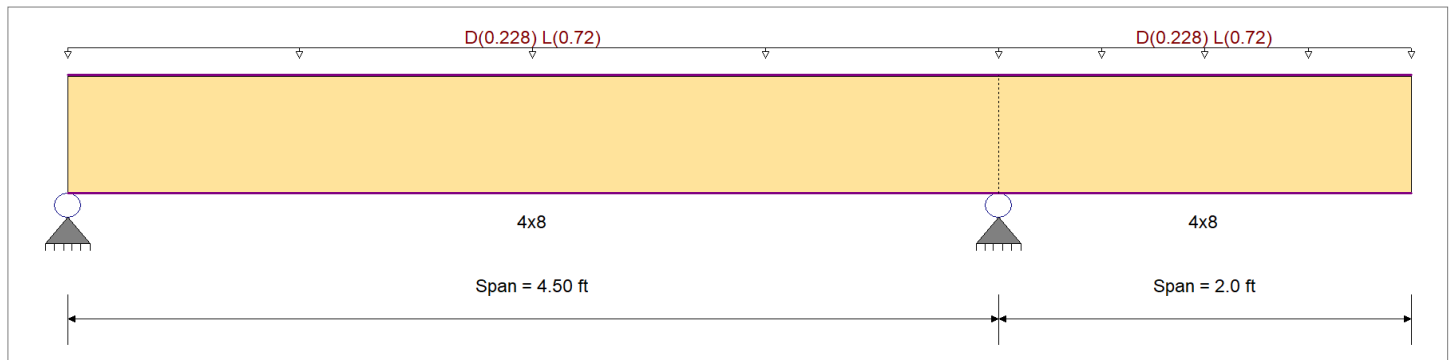 D(0.228) L(0.72)
D(0.228) L(0.72)
4x8
4x8
Span = 4.50 ft
Span = 2.0 ft